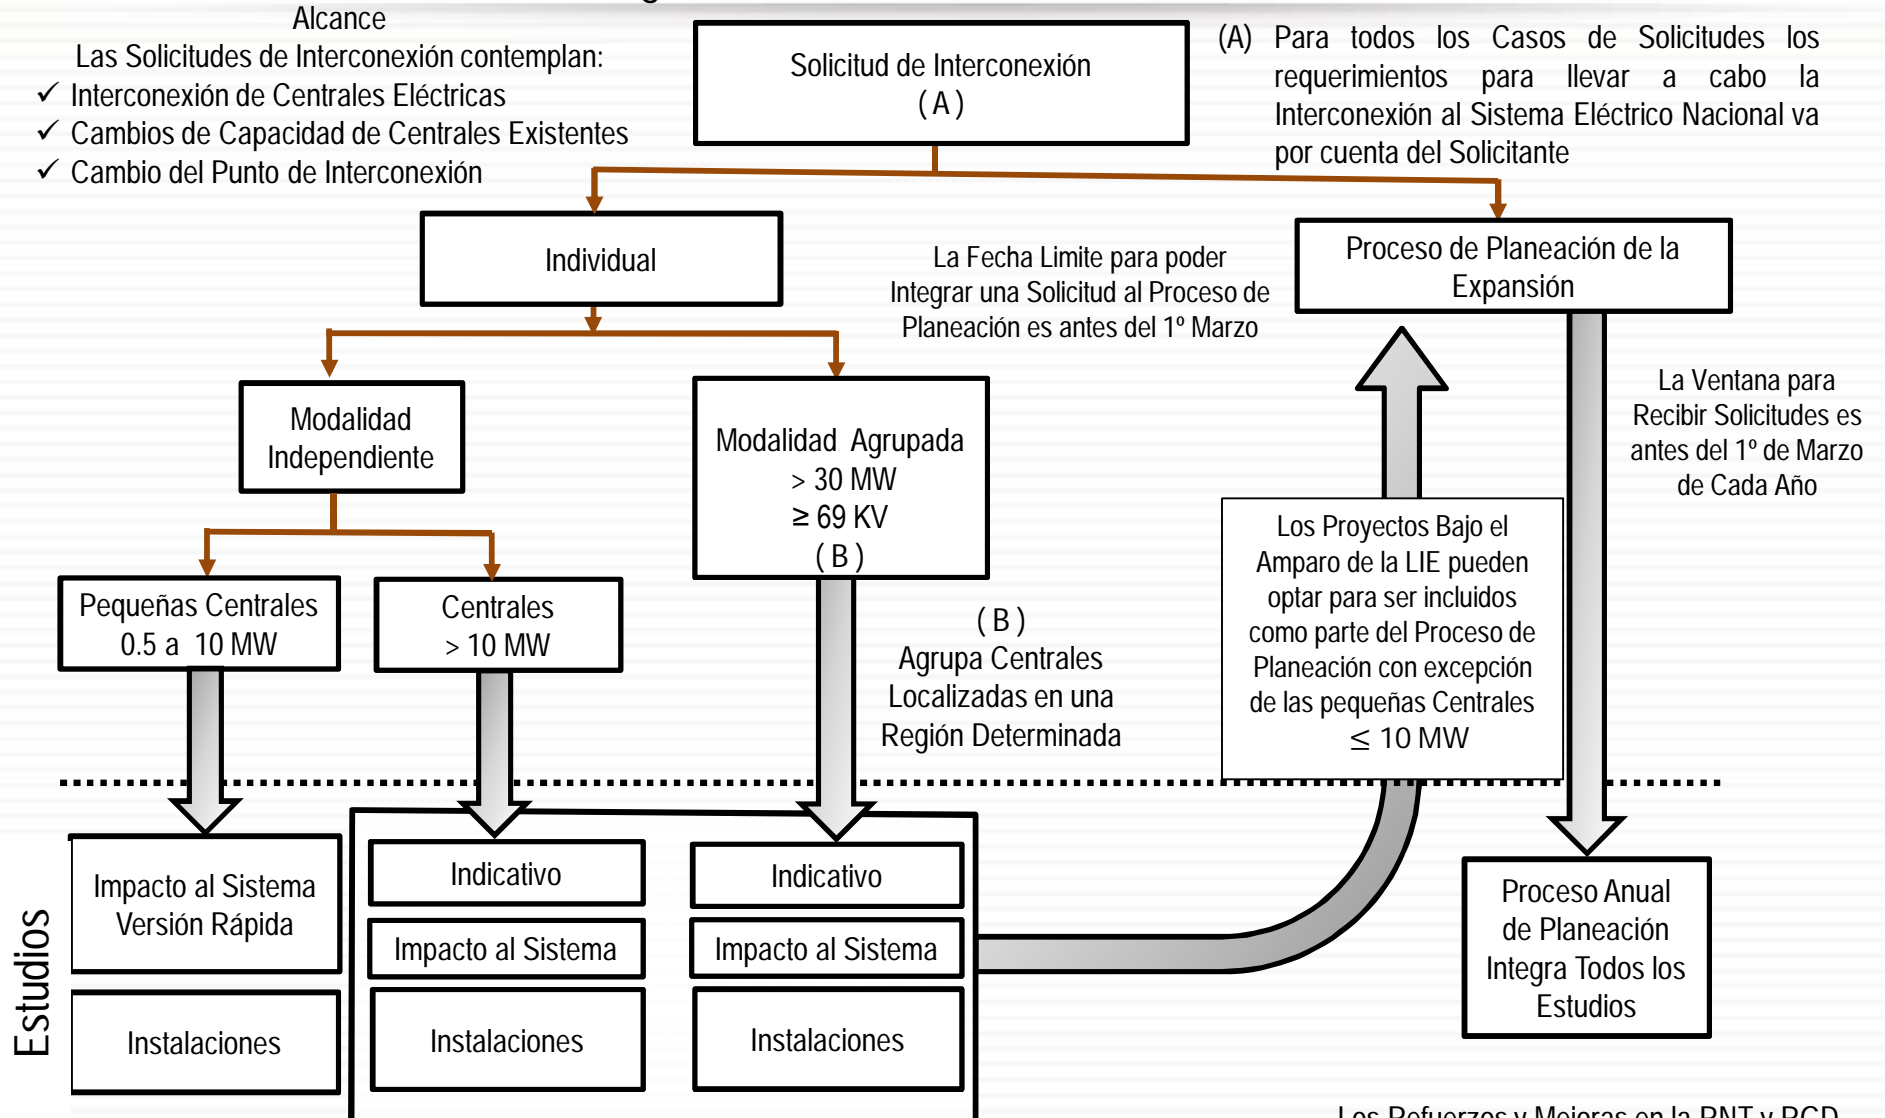 Alcance
Las Solicitudes de Interconexión contemplan:
✓ Interconexión de Centrales Eléctricas
✓ Cambios de Capacidad de Centrales Existentes
✓ Cambio del Punto de Interconexión
Solicitud de Interconexión
( A )
(A) Para todos los Casos de Solicitudes los
requerimientos para llevar a cabo la
Interconexión al Sistema Eléctrico Nacional va
por cuenta del Solicitante
Individual
La Fecha Limite para poder
Integrar una Solicitud al Proceso de
Planeación es antes del 1º Marzo
Proceso de Planeación de la
Expansión
Modalidad
Independiente
Modalidad Agrupada
> 30 MW
≥ 69 KV
( B )
La Ventana para
Recibir Solicitudes es
antes del 1º de Marzo
de Cada Año
Pequeñas Centrales
0.5 a 10 MW
Centrales
> 10 MW
( B )
Agrupa Centrales
Localizadas en una
Región Determinada
Los Proyectos Bajo el
Amparo de la LIE pueden
optar para ser incluidos
como parte del Proceso de
Planeación con excepción
de las pequeñas Centrales
≤ 10 MW
Estudios
Impacto al Sistema
Versión Rápida
Instalaciones
Indicativo
Impacto al Sistema
Instalaciones
Indicativo
Impacto al Sistema
Instalaciones
Proceso Anual
de Planeación
Integra Todos los
Estudios
Los Refuerzos y Mejoras en la RNT y RGD